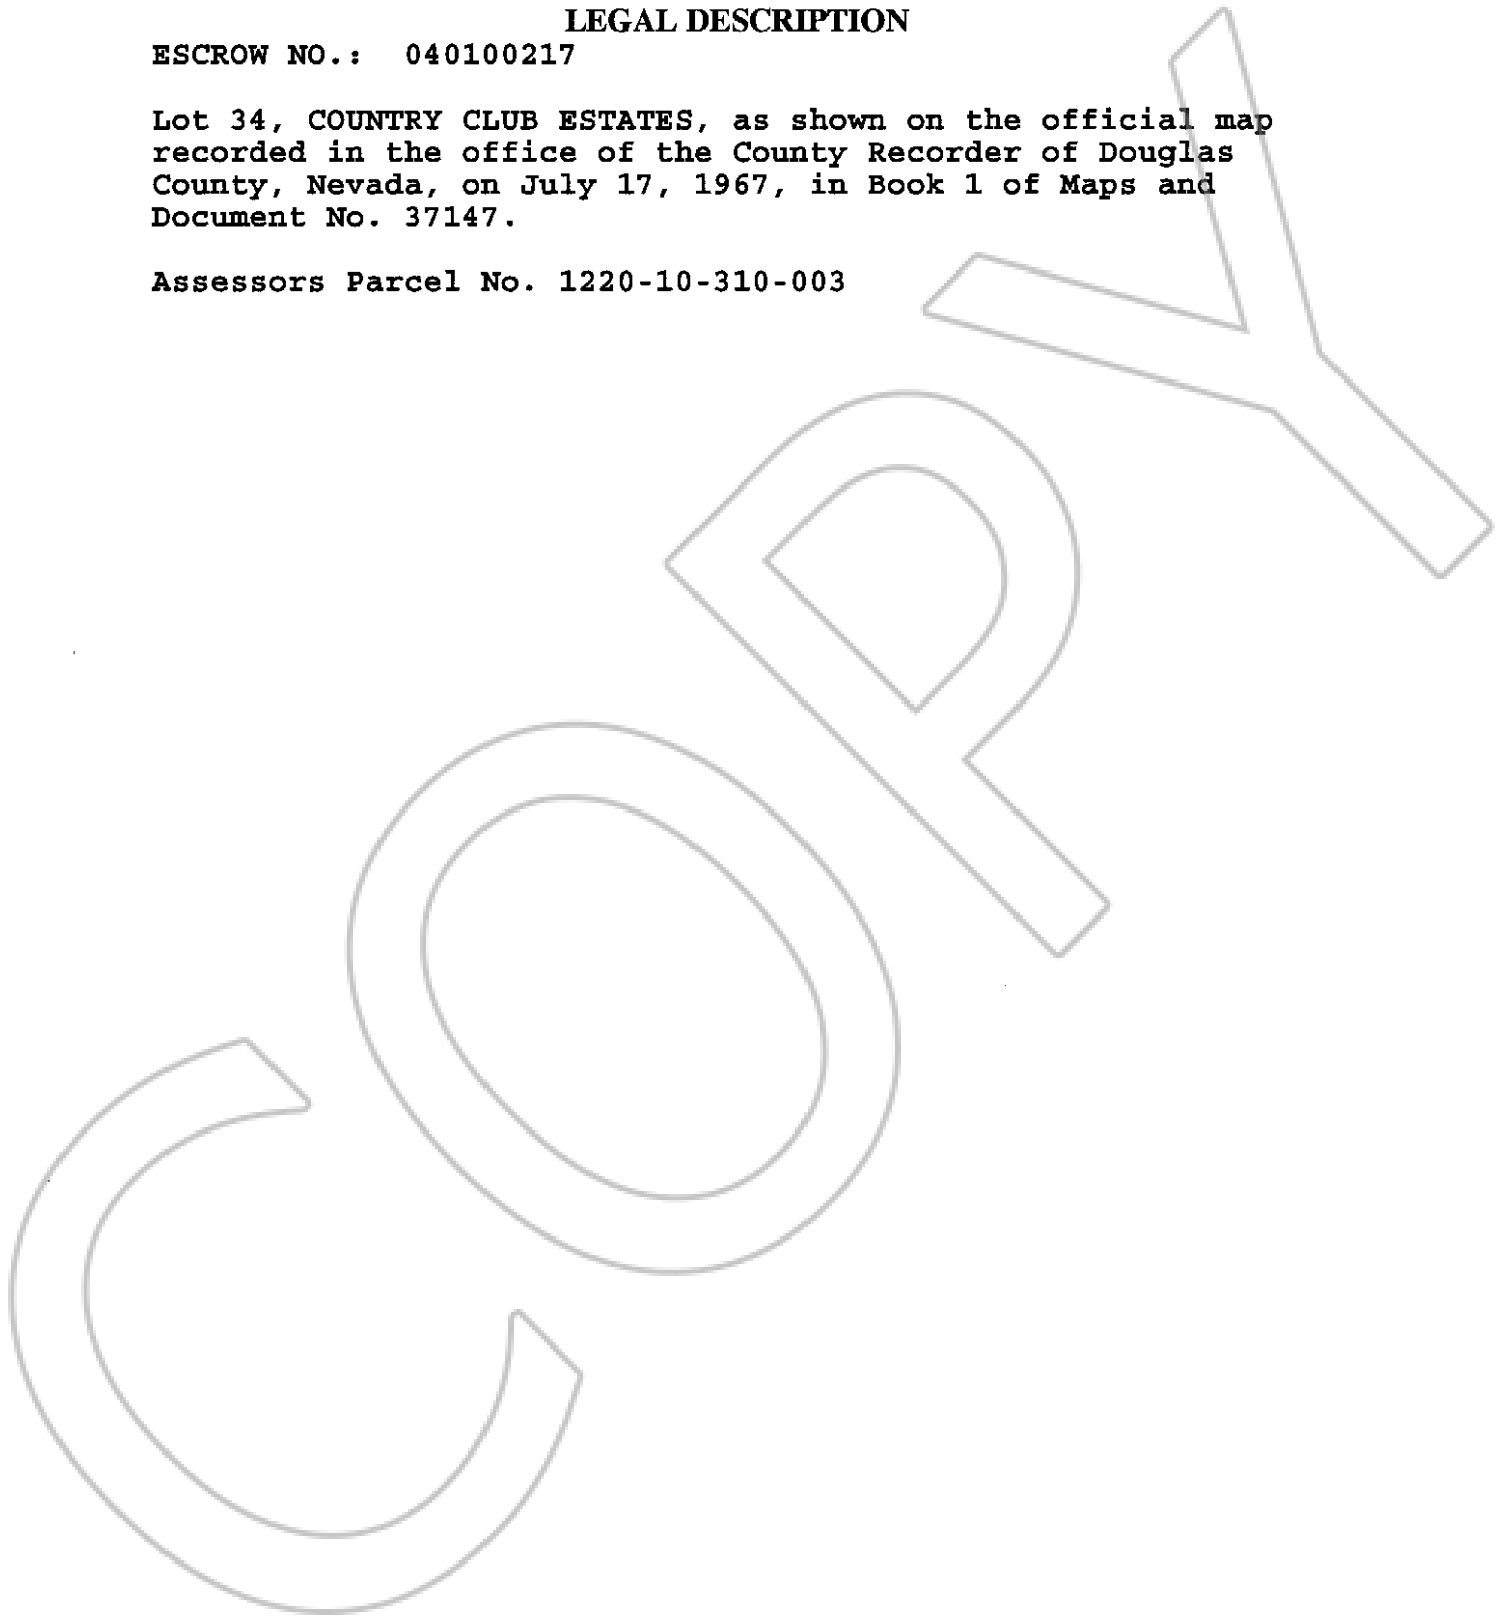 LEGAL DESCRIPTION
ESCROW NO.: 040100217
Lot 34, COUNTRY CLUB ESTATES, as shown on the official map
recorded in the office of the County Recorder of Douglas
County, Nevada, on July 17, 1967, in Book 1 of Maps and
Document No. 37147.
Assessors Parcel No. 1220-10-310-003
COPY